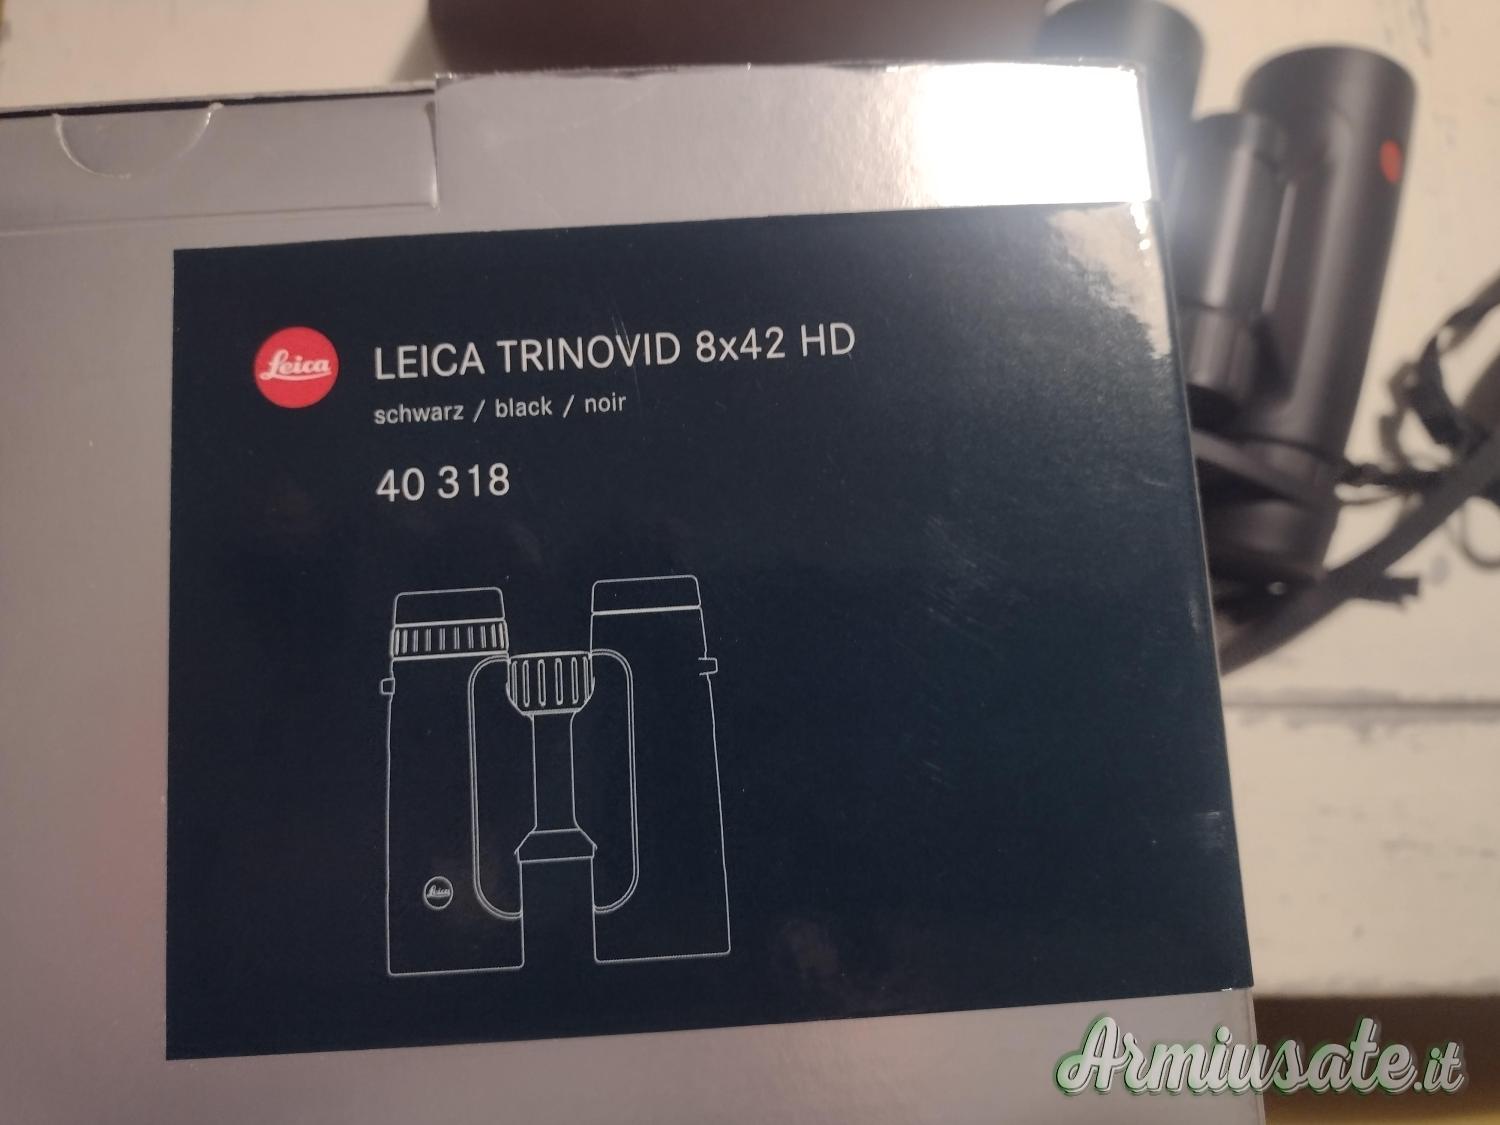 Leica
LEICA TRINOVID 8x42 HD
schwarz / black / noir
40 318
Leica
Armiusate.it